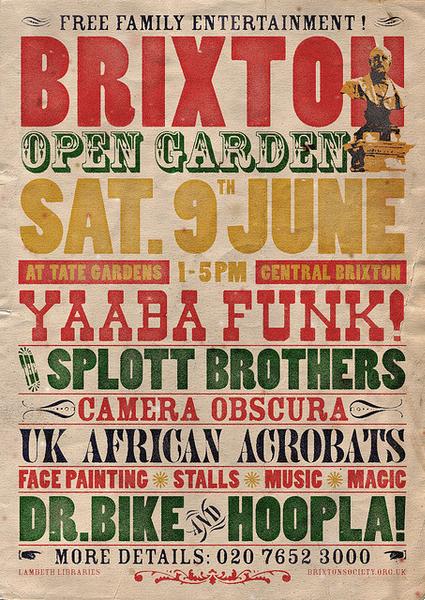 FREE FAMILY ENTERTAINMENT!
BRIXTON
OPEN GARDEN
SAT. 9TH JUNE
AT TATE GARDENS 1-5PM CENTRAL BRIXTON
YAABA FUNK!
SPLOTT BROTHERS
CAMERA OBSCURA
UK AFRICAN ACROBATS
FACE PAINTING STALLS MUSIC MAGIC
DR.BIKE AND HOOPLA!
MORE DETAILS: 020 7652 3000
LAMBETH LIBRARIES BRIXTONSOCIETY.ORG.UK